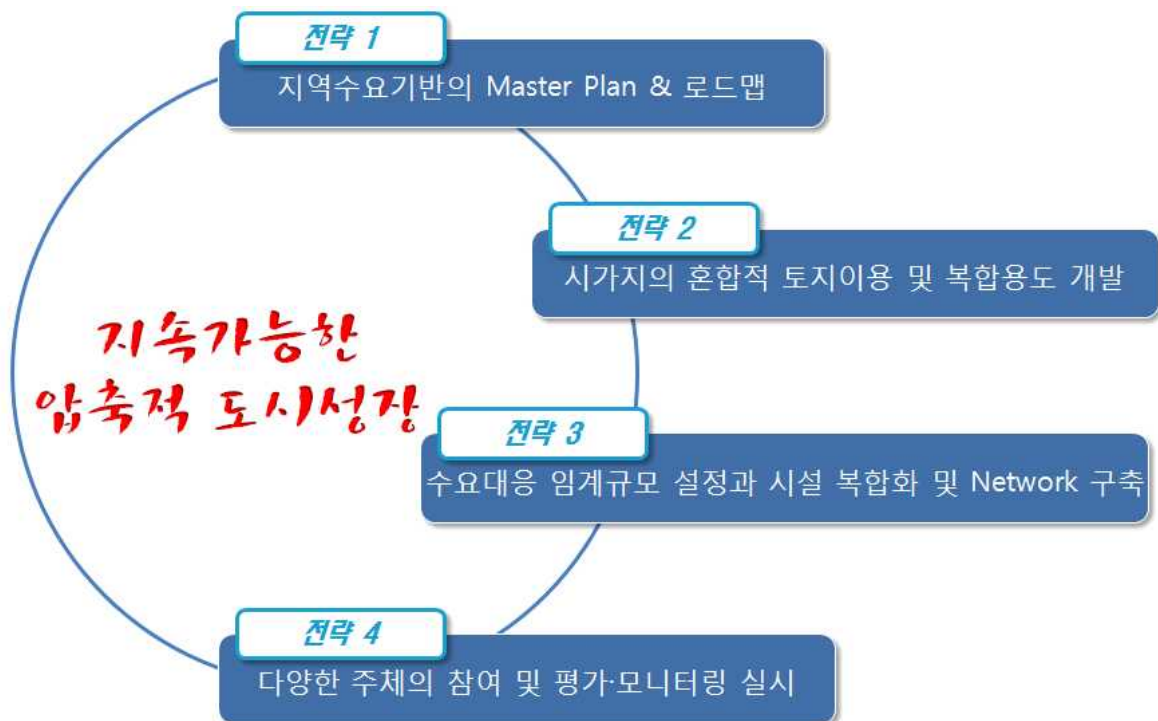 전략 1
지역수요기반의 Master Plan & 로드맵
전략 2
시가지의 혼합적 토지이용 및 복합용도 개발
지속가능한
압축적 도시성장
전략 3
수요대응 임계규모 설정과 시설 복합화 및 Network 구축
전략 4
다양한 주체의 참여 및 평가·모니터링 실시